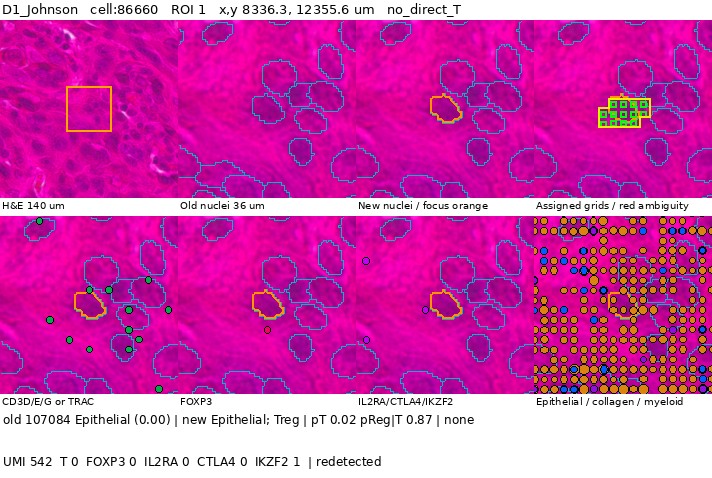 D1_Johnson cell:86660 ROI 1 x,y 8336.3, 12355.6 um no_direct_T
H&E 140 um
Old nuclei 36 um
New nuclei / focus orange
Assigned grids / red ambiguity
CD3D/E/G or TRAC
FOXP3
IL2RA/CTLA4/IKZF2
Epithelial / collagen / myeloid
old 107084 Epithelial (0.00) | new Epithelial; Treg | pT 0.02 pReg|T 0.87 | none
UMI 542 T 0 FOXP3 0 IL2RA 0 CTLA4 0 IKZF2 1 | redetected